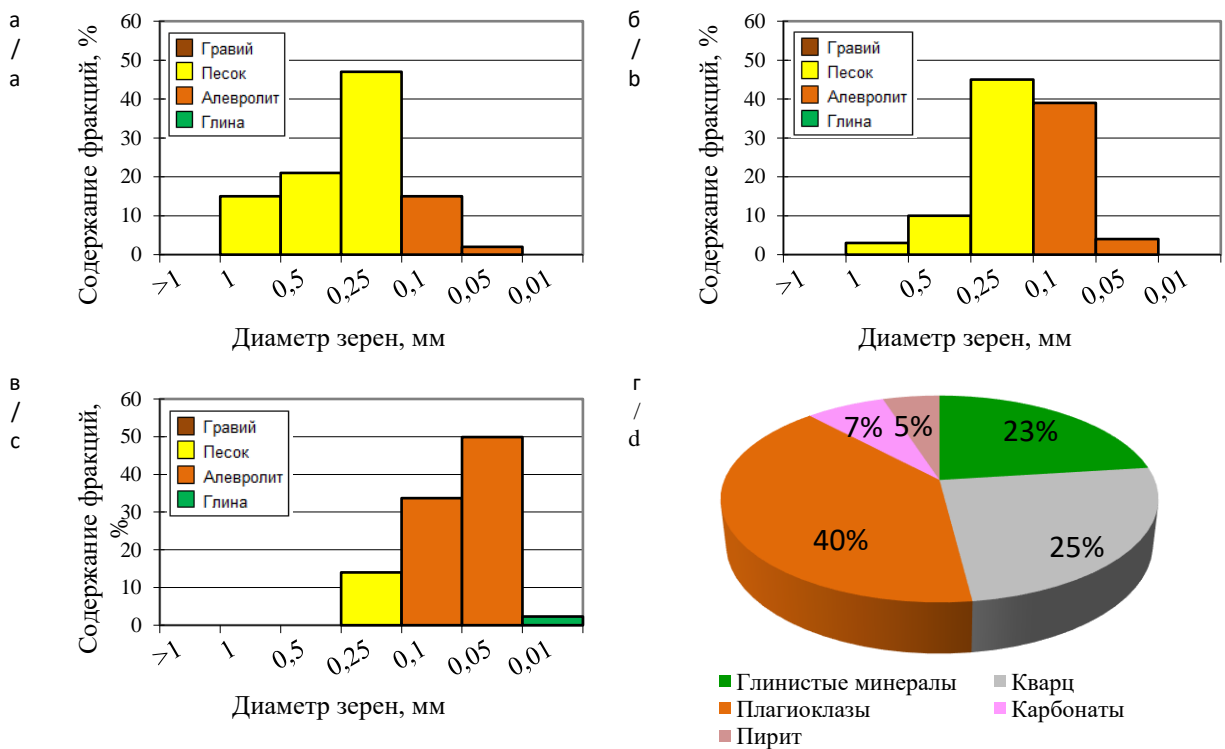 а
/
a
Содержание фракций, %
60
50
40
30
20
10
0
Гравий
Песок
Алевролит
Глина
>1
1
0,5
0,25
0,1
0,05
0,01
Диаметр зерен, мм
б
/
b
Содержание фракций, %
60
50
40
30
20
10
0
Гравий
Песок
Алевролит
Глина
>1
1
0,5
0,25
0,1
0,05
0,01
Диаметр зерен, мм
в
/
c
Содержание фракций,
%
60
50
40
30
20
10
0
Гравий
Песок
Алевролит
Глина
>1
1
0,5
0,25
0,1
0,05
0,01
Диаметр зерен, мм
г
/
d
7%
5%
23%
40%
25%
Глинистые минералы
Кварц
Плагиоклазы
Карбонаты
Пирит